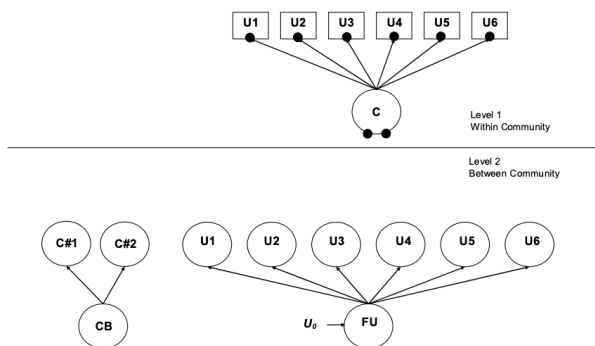 U1 U2 U3 U4 U5 U6
C
Level 1
Within Community
Level 2
Between Community
C#1 C#2 U1 U2 U3 U4 U5 U6
CB U₀ FU